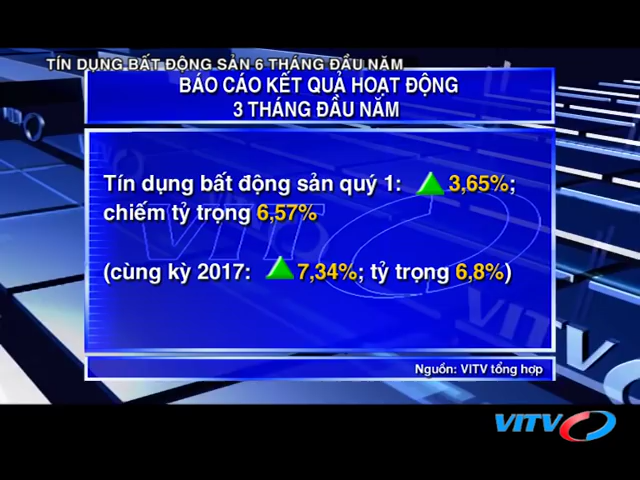 TÍN DỤNG BẤT ĐỘNG SẢN 6 THÁNG ĐẦU NĂM
BÁO CÁO KẾT QUẢ HOẠT ĐỘNG
3 THÁNG ĐẦU NĂM
Tín dụng bất động sản quý 1: 3,65%;
chiếm tỷ trọng 6,57%
(cùng kỳ 2017: 7,34%; tỷ trọng 6,8%)
Nguồn: VITV tổng hợp
VITV